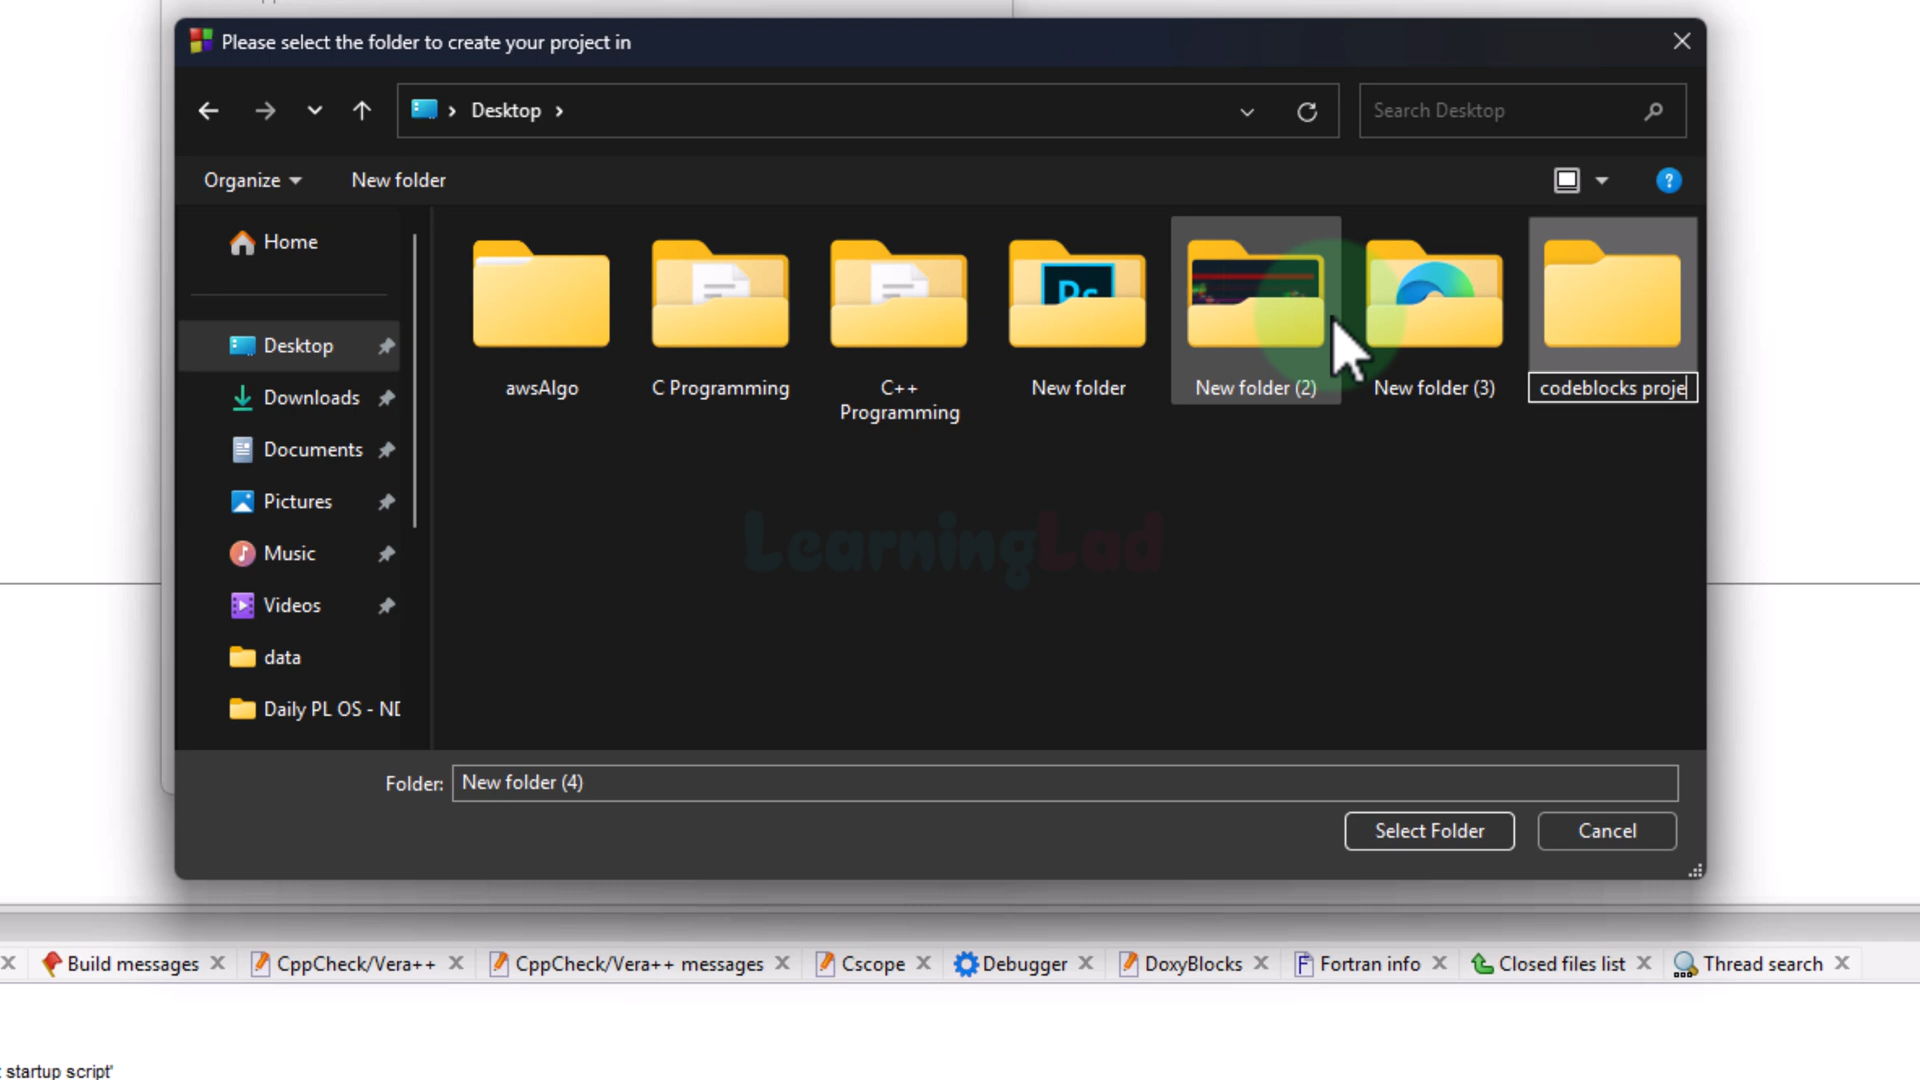 Please select the folder to create your project in
Desktop
Search Desktop
Organize
New folder
Home
Desktop
Downloads
Documents
Pictures
Music
Videos
data
Daily PL OS - NI
awsAlgo
C Programming
C++
Programming
Ps
New folder
New folder (2)
New folder (3)
codeblocks proje
LearningLad
Folder:
New folder (4)
Select Folder
Cancel
Build messages
CppCheck/Vera++
CppCheck/Vera++ messages
Cscope
Debugger
DoxyBlocks
Fortran info
Closed files list
Thread search
startup script'